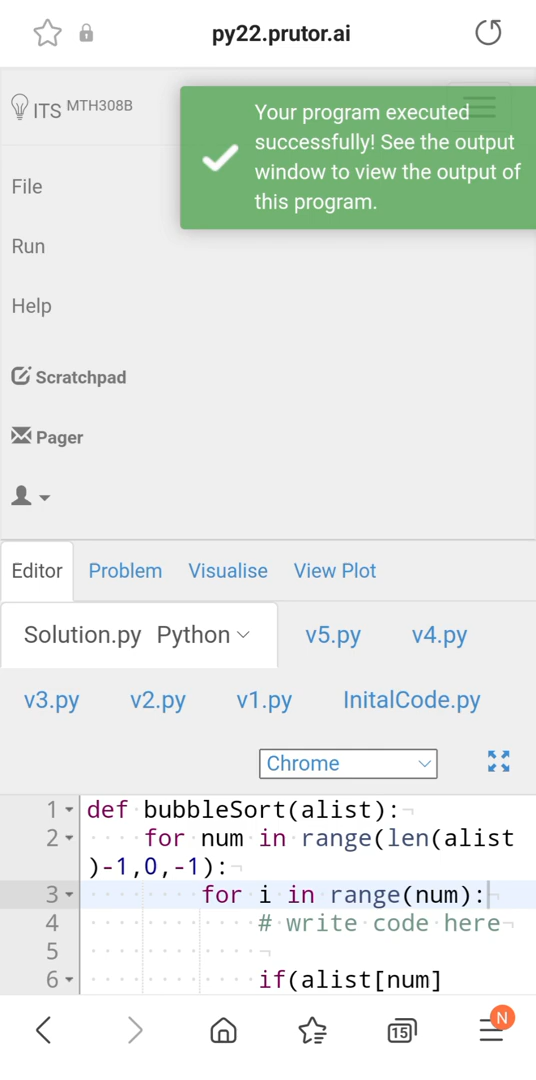 py22.prutor.ai
ITS MTH308B
Your program executed
successfully! See the output
window to view the output of
this program.
File
Run
Help
Scratchpad
Pager
Editor Problem Visualise View Plot
Solution.py Python v5.py v4.py
v3.py v2.py v1.py InitalCode.py
Chrome
1 def bubbleSort(alist):
2 for num in range(len(alist
)-1,0,-1):
3 for i in range(num):
4 # write code here
5
6 if(alist[num]
15
N